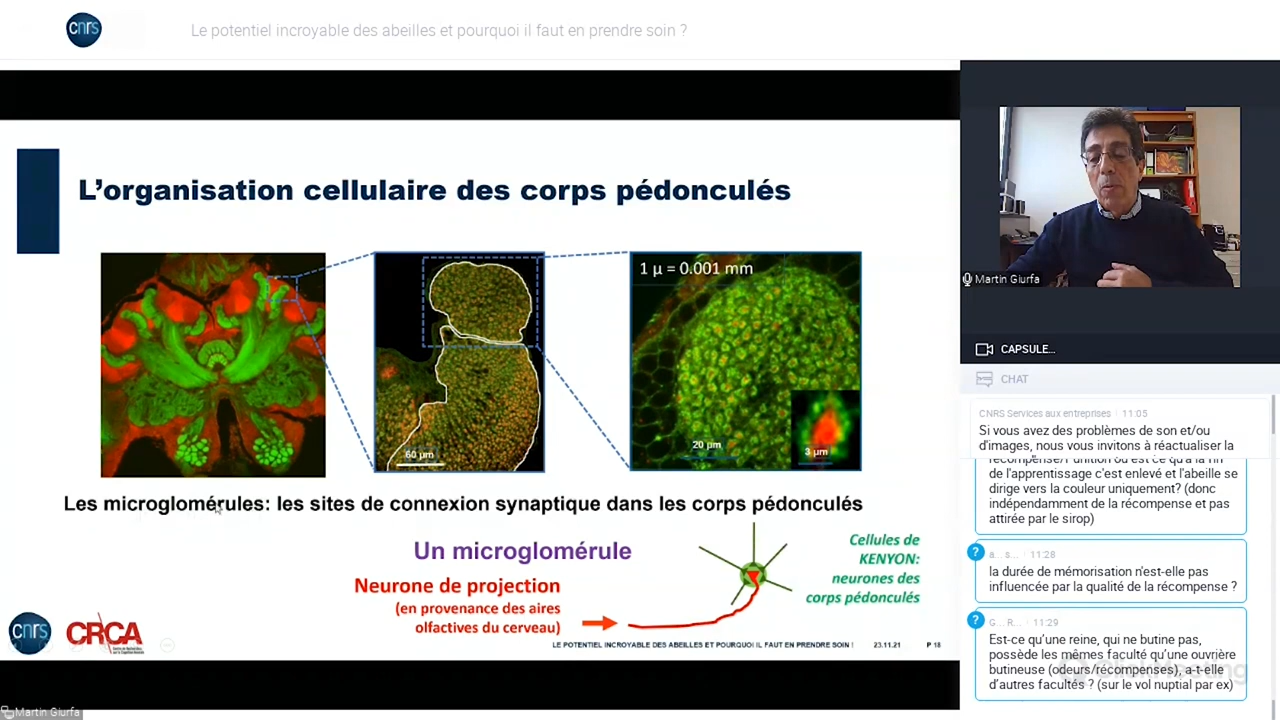 cnrs
Le potentiel incroyable des abeilles et pourquoi il faut en prendre soin ?
L'organisation cellulaire des corps pédonculés
60 µm
1 µ = 0.001 mm
20 µm
3 µm
Les microglomérules: les sites de connexion synaptique dans les corps pédonculés
Un microglomérule
Neurone de projection
(en provenance des aires
olfactives du cerveau)
Cellules de
KENYON:
neurones des
corps pédonculés
cnrs
CRCA
LE POTENTIEL INCROYABLE DES ABEILLES ET POURQUOI IL FAUT EN PRENDRE SOIN !
23.11.21
P 18
Martin Giurfa
Martin Giurfa
CAPSULE...
CHAT
CNRS Services aux entreprises 11:05
Si vous avez des problèmes de son et/ou
d'images, nous vous invitons à réactualiser la
de l'apprentissage c'est enlevé et l'abeille se
dirige vers la couleur uniquement? (donc
indépendamment de la récompense et pas
attirée par le sirop)
? a... s... 11:28
la durée de mémorisation n'est-elle pas
influencée par la qualité de la récompense ?
? G... R... 11:29
Est-ce qu'une reine, qui ne butine pas,
possède les mêmes faculté qu'une ouvrière
butineuse (odeurs/récompenses), a-t-elle
d'autres facultés ? (sur le vol nuptial par ex)